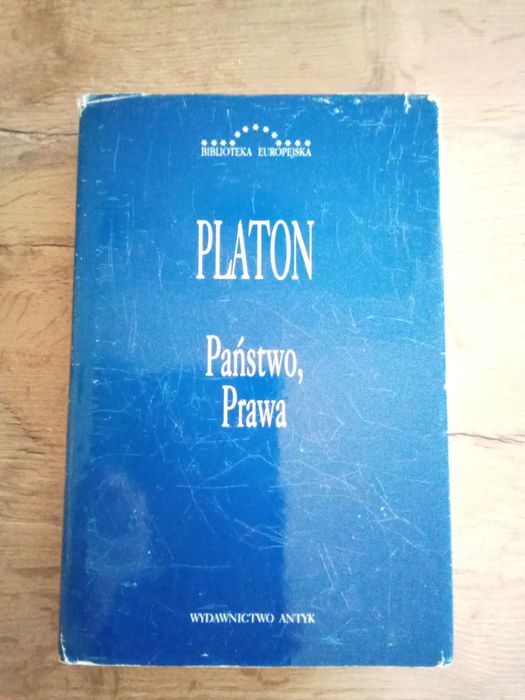 BIBLIOTEKA EUROPEJSKA
PLATON
Państwo,
Prawa
WYDAWNICTWO ANTYK